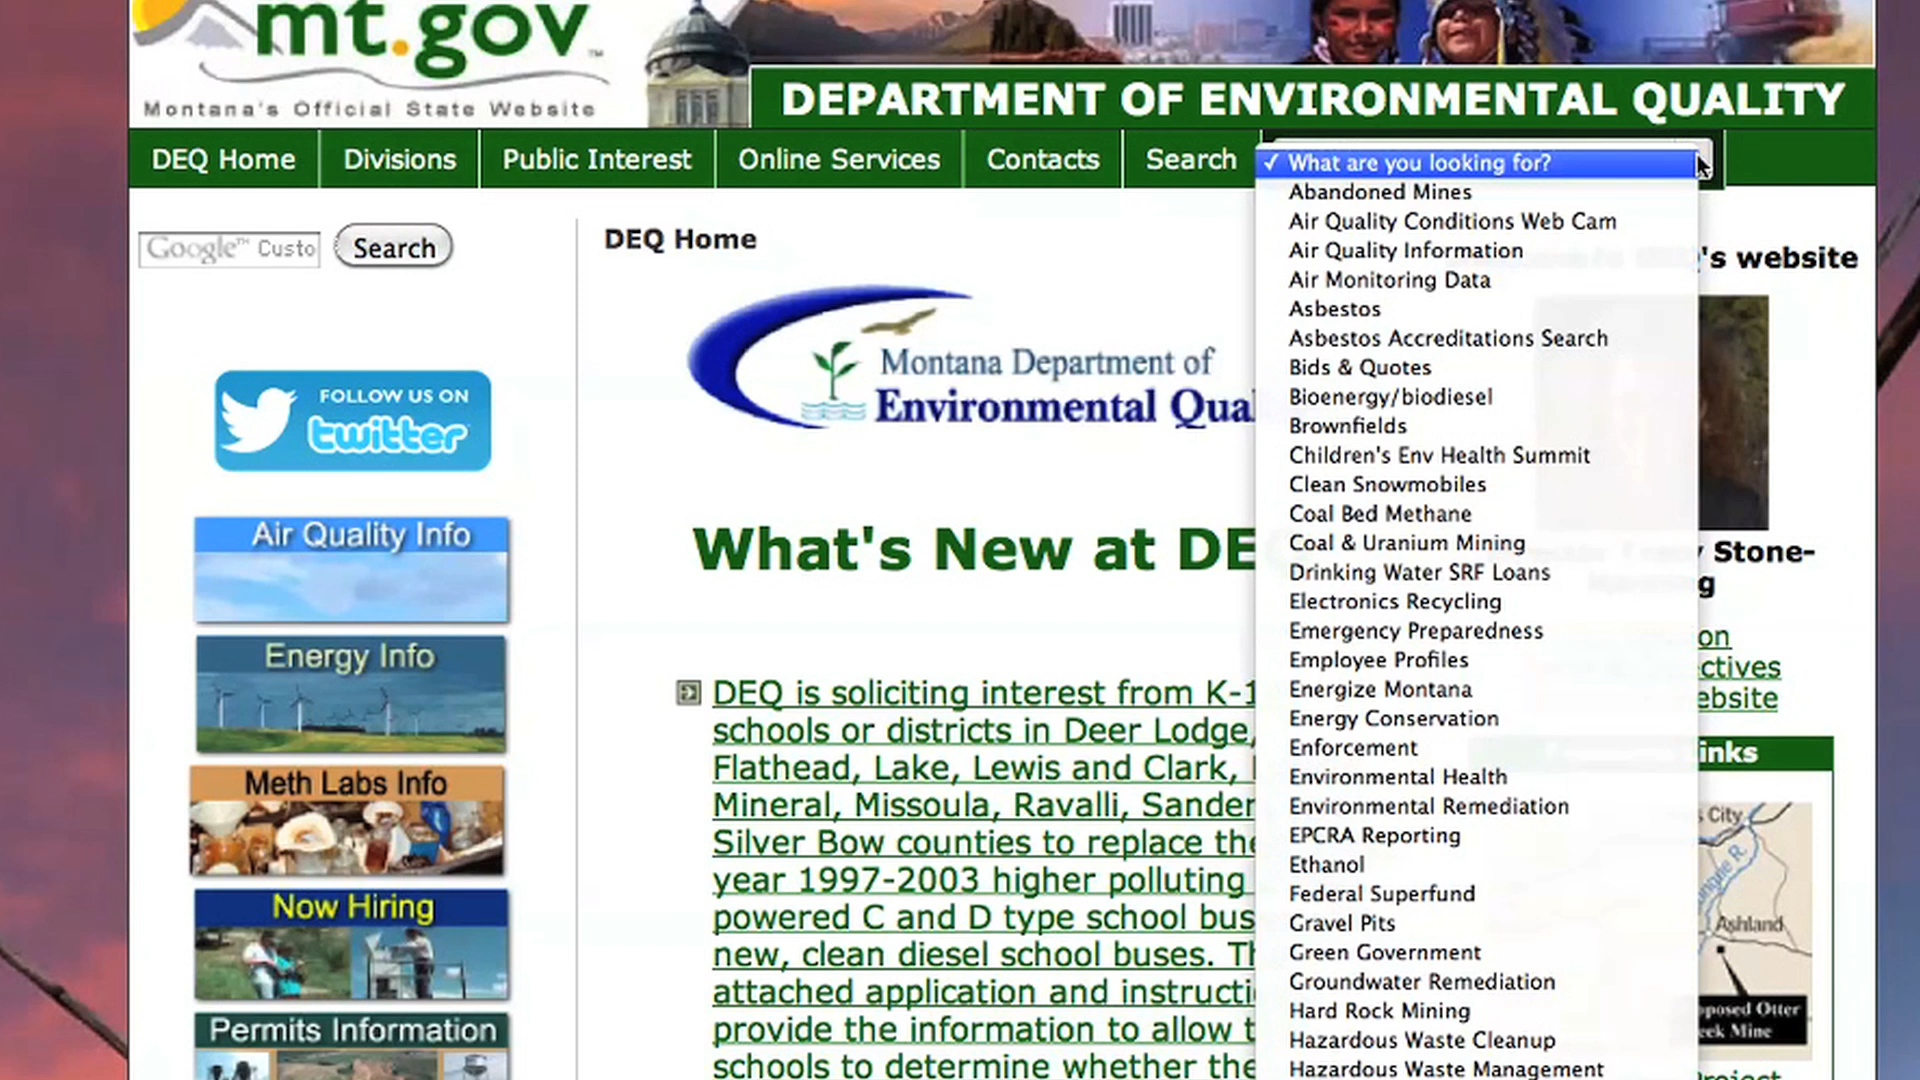 mt.gov™
Montana's Official State Website
DEPARTMENT OF ENVIRONMENTAL QUALITY
DEQ Home
Divisions
Public Interest
Online Services
Contacts
Search
✓ What are you looking for?
Abandoned Mines
Air Quality Conditions Web Cam
Air Quality Information
Air Monitoring Data
Asbestos
Asbestos Accreditations Search
Bids & Quotes
Bioenergy/biodiesel
Brownfields
Children's Env Health Summit
Clean Snowmobiles
Coal Bed Methane
Coal & Uranium Mining
Drinking Water SRF Loans
Electronics Recycling
Emergency Preparedness
Employee Profiles
Energize Montana
Energy Conservation
Enforcement
Environmental Health
Environmental Remediation
EPCRA Reporting
Ethanol
Federal Superfund
Gravel Pits
Green Government
Groundwater Remediation
Hard Rock Mining
Hazardous Waste Cleanup
Hazardous Waste Management
Google™ Custo
Search
FOLLOW US ON
twitter
Air Quality Info
Energy Info
Meth Labs Info
Now Hiring
Permits Information
DEQ Home
Montana Department of
Environmental Qual
What's New at DE
DEQ is soliciting interest from K-1
schools or districts in Deer Lodge,
Flathead, Lake, Lewis and Clark,
Mineral, Missoula, Ravalli, Sander
Silver Bow counties to replace the
year 1997-2003 higher polluting
powered C and D type school bus
new, clean diesel school buses. Th
attached application and instructi
provide the information to allow t
schools to determine whether the
's website
Stone-
g
on
ctives
ebsite
inks
s City
ngue R.
Ashland
posed Otter
eek Mine
Project